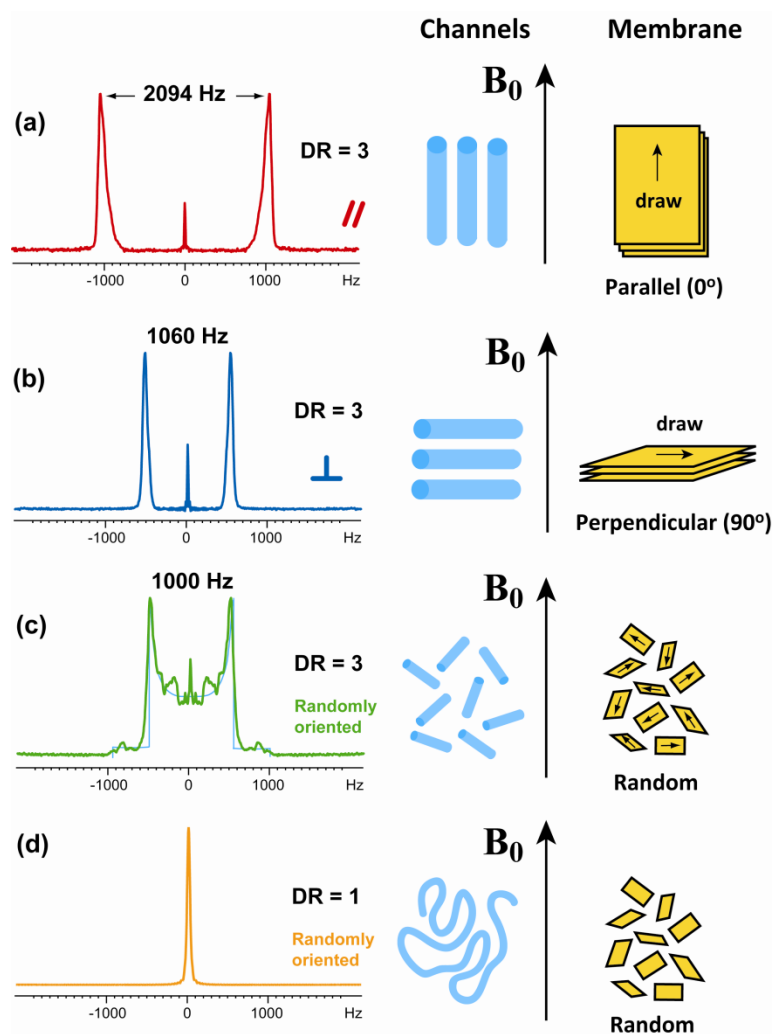 Channels Membrane
(a)
2094 Hz
DR = 3
-1000 0 1000 Hz
B₀
draw
Parallel (0º)
(b)
1060 Hz
DR = 3
-1000 0 1000 Hz
B₀
draw
Perpendicular (90º)
(c)
1000 Hz
DR = 3
Randomly
oriented
-1000 0 1000 Hz
B₀
Random
(d)
DR = 1
Randomly
oriented
-1000 0 1000 Hz
B₀
Random